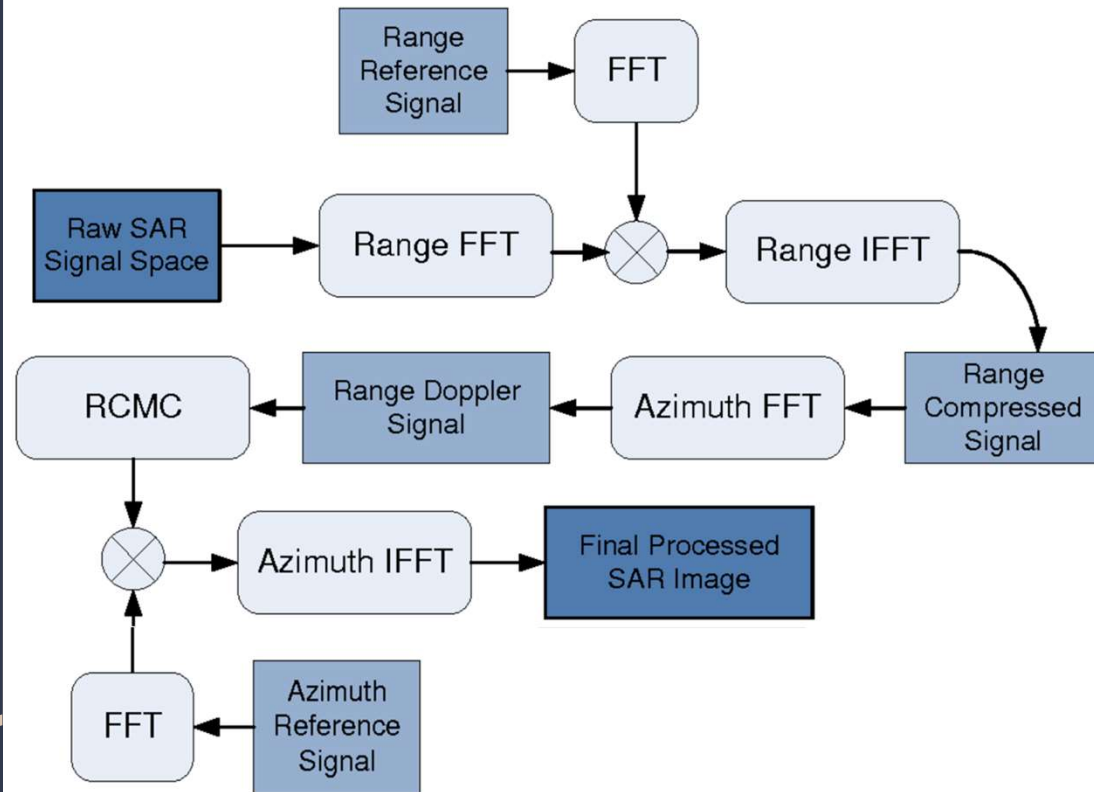 Range
Reference
Signal
FFT
Raw SAR
Signal Space
Range FFT
Range IFFT
RCMC
Range Doppler
Signal
Azimuth FFT
Range
Compressed
Signal
Azimuth IFFT
Final Processed
SAR Image
FFT
Azimuth
Reference
Signal